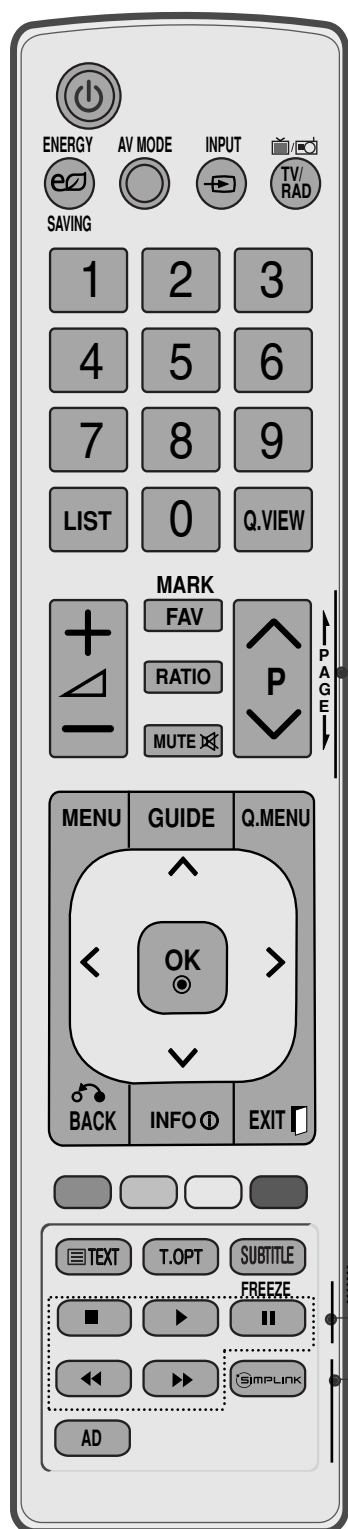 ENERGY AV MODE INPUT
TV/
RAD
SAVING
1 2 3
4 5 6
7 8 9
LIST 0 Q.VIEW
MARK
FAV
RATIO
MUTE
P
PAGE
MENU GUIDE Q.MENU
OK
BACK INFO EXIT
TEXT T.OPT SUBTITLE
FREEZE
SIMPLINK
AD